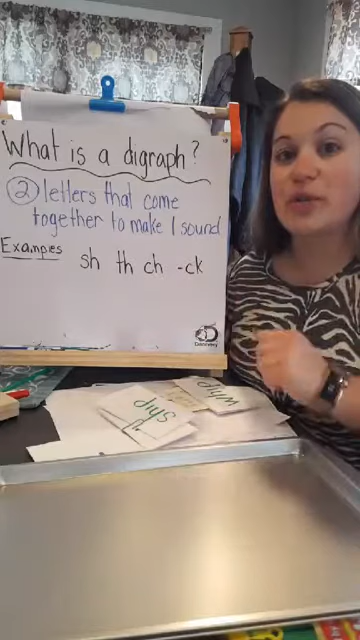 What is a digraph?
2 letters that come
together to make 1 sound
Examples sh th ch -ck
Discovery
whip
ship